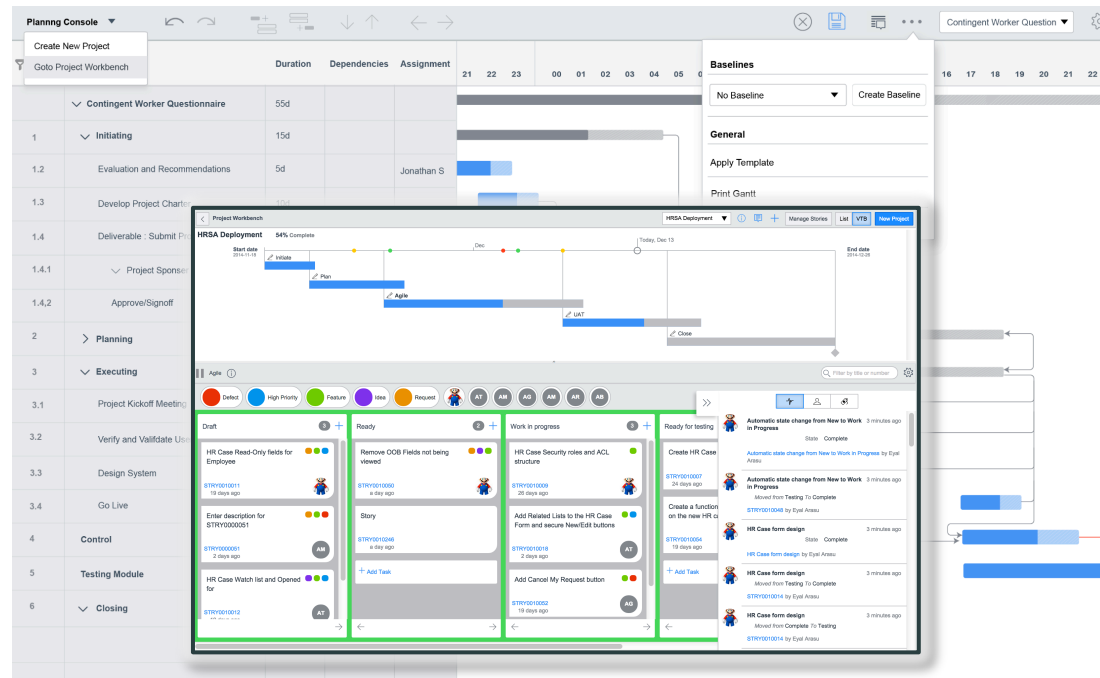 Plannng Console ▼
Contingent Worker Question ▼
Create New Project
Goto Project Workbench
Duration Dependencies Assignment
21 22 23 00 01 02 03 04 05
16 17 18 19 20 21 22
Baselines
No Baseline ▼ Create Baseline
General
Apply Template
Print Gantt
Contingent Worker Questionnaire 55d
1 Initiating 15d
1.2 Evaluation and Recommendations 5d Jonathan S
1.3 Develop Project Charter 10d
1.4 Deliverable : Submit
1.4.1 Project Sponser
1.4,2 Approve/Signoff
2 Planning
3 Executing
3.1 Project Kickoff Meeting
3.2 Verify and Valifdate
3.3 Design System
3.4 Go Live
4 Control
5 Testing Module
6 Closing
Project Workbench
HRSA Deployment ▼ Manage Stories List VTB New Project
HRSA Deployment 54% Complete
Start date
2014-11-18
Dec
Today, Dec 13
End date
2014-12-26
Initiate
Plan
Agile
UAT
Close
Agile
Filter by title or number
Defect High Priority Feature Idea Request AT AM AG AM AR AB
Draft 3 +
HR Case Read-Only fields for
Employee
STRY0010011
19 days ago
Enter description for
STRY0000051
STRY0000051
2 days ago
AM
HR Case Watch list and Opened
for
STRY0010012
AT
Ready 2 +
Remove OOB Fields not being
viewed
STRY0010050
a day ago
Story
STRY0010246
a day ago
+ Add Task
Work in progress 3 +
HR Case Security roles and ACL
structure
STRY0010009
26 days ago
Add Related Lists to the HR Case
Form and secure New/Edit buttons
STRY0010018
2 days ago
AT
Add Cancel My Request button
STRY0010052
19 days ago
AG
Ready for testing
Create HR Case
STRY0010007
24 days ago
Create a function
on the new HR
STRY0010054
19 days ago
+ Add Task
Automatic state change from New to Work 3 minutes ago
in Progress
State Complete
Automatic state change from New to Work in Progress by Eyal
Arasu
Automatic state change from New to Work 3 minutes ago
in Progress
Moved from Testing To Complete
STRY0010048 by Eyal Arasu
HR Case form design 3 minutes ago
State Complete
HR Case form design by Eyal Arasu
HR Case form design 3 minutes ago
Moved from Testing To Complete
STRY0010014 by Eyal Arasu
HR Case form design 3 minutes ago
Moved from Complete To Testing
STRY0010014 by Eyal Arasu